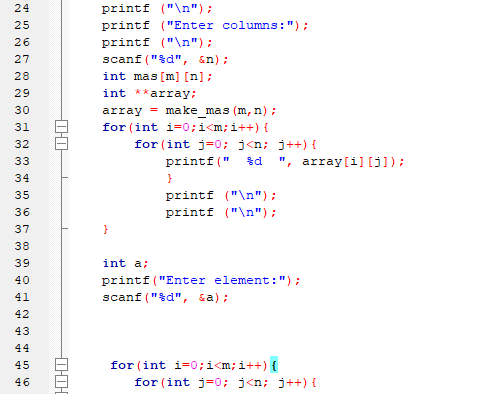 24 printf ("\n");
25 printf ("Enter columns:");
26 printf ("\n");
27 scanf("%d", &n);
28 int mas[m][n];
29 int **array;
30 array = make_mas(m,n);
31 for(int i=0;i<m;i++){
32 for(int j=0; j<n; j++){
33 printf("  %d  ", array[i][j]);
34 }
35 printf ("\n");
36 printf ("\n");
37 }
38
39 int a;
40 printf("Enter element:");
41 scanf("%d", &a);
42
43
44
45 for(int i=0;i<m;i++){
46 for(int j=0; j<n; j++){